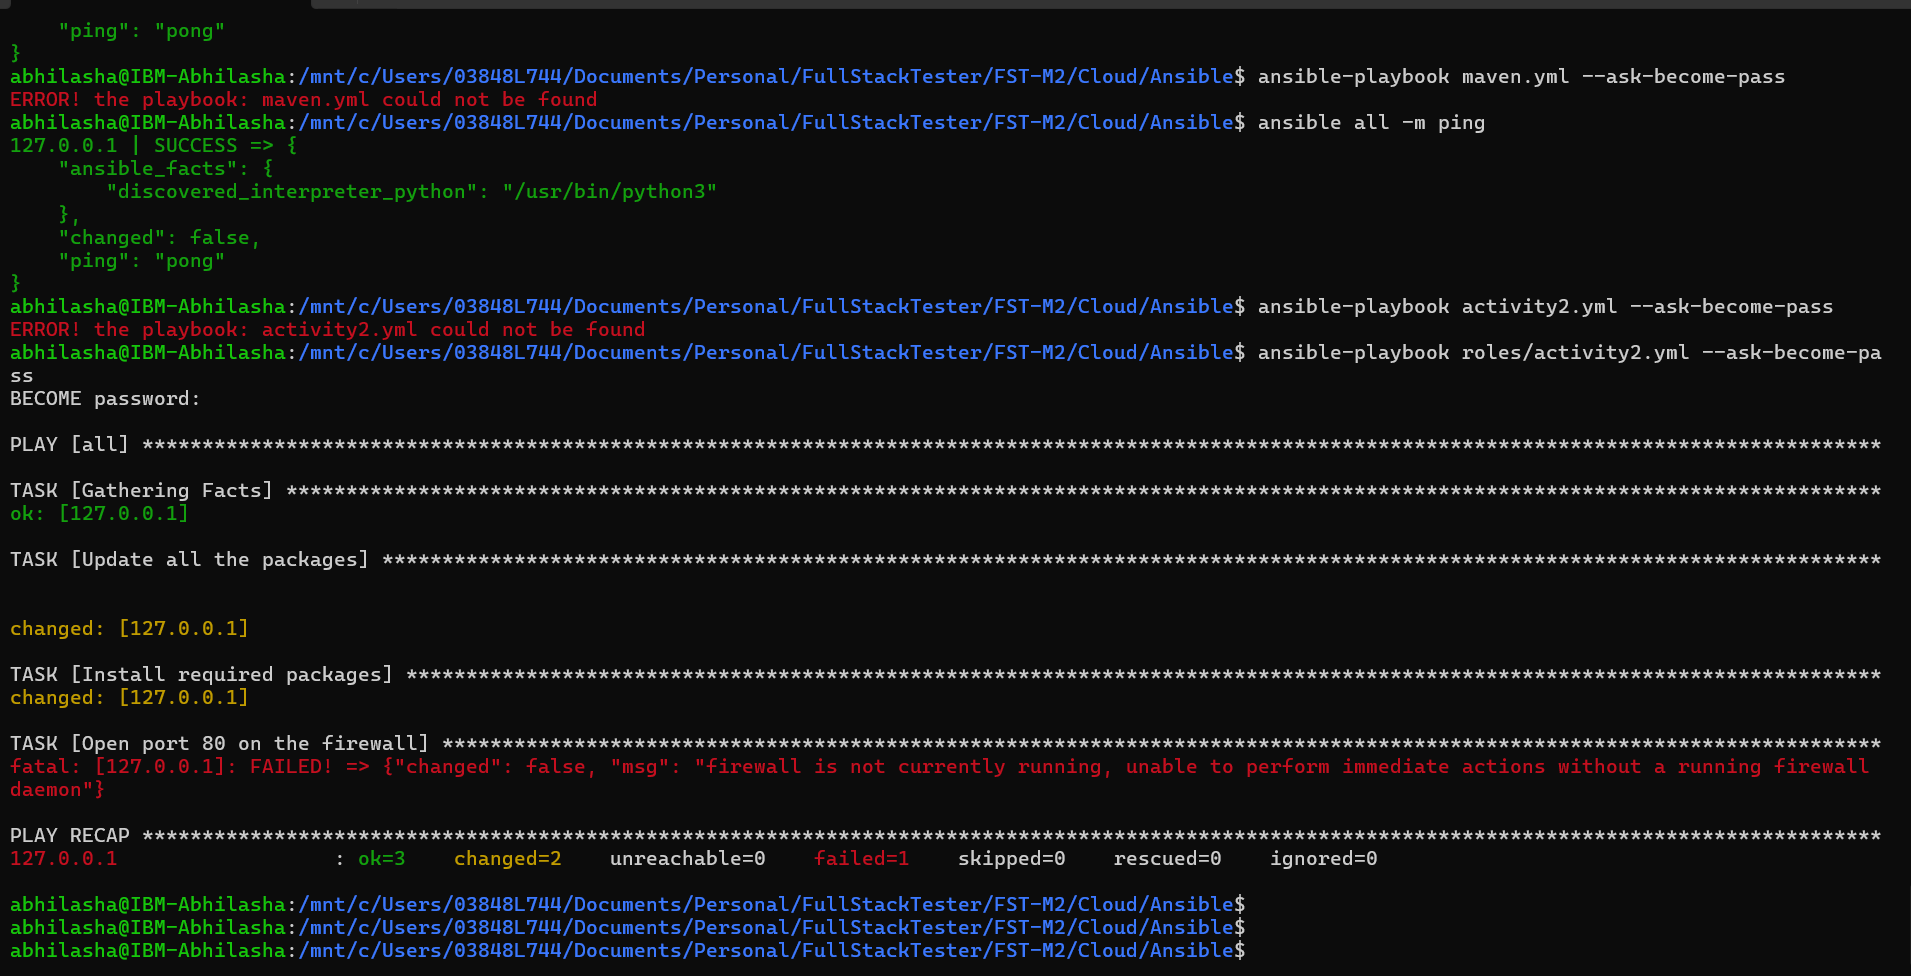 "ping": "pong"
}
abhilasha@IBM-Abhilasha:/mnt/c/Users/03848L744/Documents/Personal/FullStackTester/FST-M2/Cloud/Ansible$ ansible-playbook maven.yml --ask-become-pass
ERROR! the playbook: maven.yml could not be found
abhilasha@IBM-Abhilasha:/mnt/c/Users/03848L744/Documents/Personal/FullStackTester/FST-M2/Cloud/Ansible$ ansible all -m ping
127.0.0.1 | SUCCESS => {
    "ansible_facts": {
        "discovered_interpreter_python": "/usr/bin/python3"
    },
    "changed": false,
    "ping": "pong"
}
abhilasha@IBM-Abhilasha:/mnt/c/Users/03848L744/Documents/Personal/FullStackTester/FST-M2/Cloud/Ansible$ ansible-playbook activity2.yml --ask-become-pass
ERROR! the playbook: activity2.yml could not be found
abhilasha@IBM-Abhilasha:/mnt/c/Users/03848L744/Documents/Personal/FullStackTester/FST-M2/Cloud/Ansible$ ansible-playbook roles/activity2.yml --ask-become-pa
ss
BECOME password:

PLAY [all] *************************************************************************************************************************************************

TASK [Gathering Facts] *************************************************************************************************************************************
ok: [127.0.0.1]

TASK [Update all the packages] *****************************************************************************************************************************

changed: [127.0.0.1]

TASK [Install required packages] ***************************************************************************************************************************
changed: [127.0.0.1]

TASK [Open port 80 on the firewall] ************************************************************************************************************************
fatal: [127.0.0.1]: FAILED! => {"changed": false, "msg": "firewall is not currently running, unable to perform immediate actions without a running firewall
daemon"}

PLAY RECAP *************************************************************************************************************************************************
127.0.0.1                  : ok=3    changed=2    unreachable=0    failed=1    skipped=0    rescued=0    ignored=0

abhilasha@IBM-Abhilasha:/mnt/c/Users/03848L744/Documents/Personal/FullStackTester/FST-M2/Cloud/Ansible$
abhilasha@IBM-Abhilasha:/mnt/c/Users/03848L744/Documents/Personal/FullStackTester/FST-M2/Cloud/Ansible$
abhilasha@IBM-Abhilasha:/mnt/c/Users/03848L744/Documents/Personal/FullStackTester/FST-M2/Cloud/Ansible$